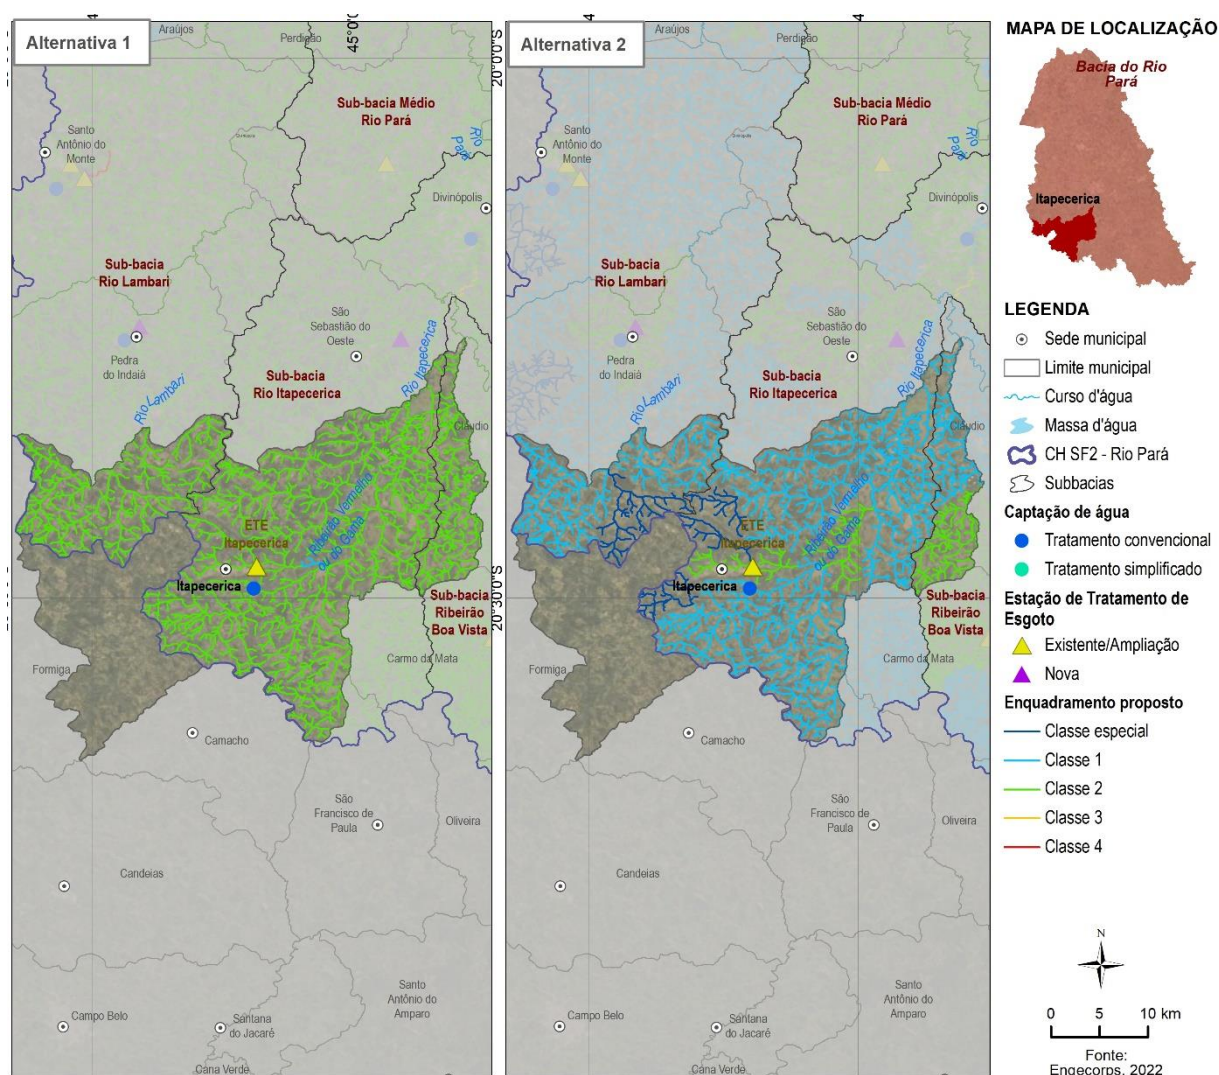 Alternativa 1
45°0'0
20°0'0"S
Araújos
Perdigão
Sub-bacia Médio
Rio Pará
Rio
Pará
Santo
Antônio do
Monte
Divinópolis
Sub-bacia
Rio Lambari
São
Sebastião do
Oeste
Pedra
do Indaiá
Rio Lambari
Sub-bacia
Rio Itapecerica
Rio Itapecerica
Cláudio
ETE
Itapecerica
Ribeirão Vermelho
ou do Gama
Itapecerica
20°30'0"S
Sub-bacia
Ribeirão
Boa Vista
Formiga
Carmo da Mata
Camacho
São
Francisco de
Paula
Oliveira
Candeias
Santo
Antônio do
Amparo
Campo Belo
Santana
do Jacaré
Cana Verde
Alternativa 2
4
4
20°0'0"S
Araújos
Perdigão
Sub-bacia Médio
Rio Pará
Rio
Pará
Santo
Antônio do
Monte
Divinópolis
Sub-bacia
Rio Lambari
São
Sebastião do
Oeste
Pedra
do Indaiá
Rio Lambari
Sub-bacia
Rio Itapecerica
Rio Itapecerica
Cláudio
ETE
Itapecerica
Ribeirão Vermelho
ou do Gama
Itapecerica
20°30'0"S
Sub-bacia
Ribeirão
Boa Vista
Formiga
Carmo da Mata
Camacho
São
Francisco de
Paula
Oliveira
Candeias
Santo
Antônio do
Amparo
Campo Belo
Santana
do Jacaré
Cana Verde
MAPA DE LOCALIZAÇÃO
Bacia do Rio
Pará
Itapecerica
LEGENDA
Sede municipal
Limite municipal
Curso d'água
Massa d'água
CH SF2 - Rio Pará
Subbacias
Captação de água
Tratamento convencional
Tratamento simplificado
Estação de Tratamento de
Esgoto
Existente/Ampliação
Nova
Enquadramento proposto
Classe especial
Classe 1
Classe 2
Classe 3
Classe 4
N
0 5 10 km
Fonte:
Engecorps, 2022